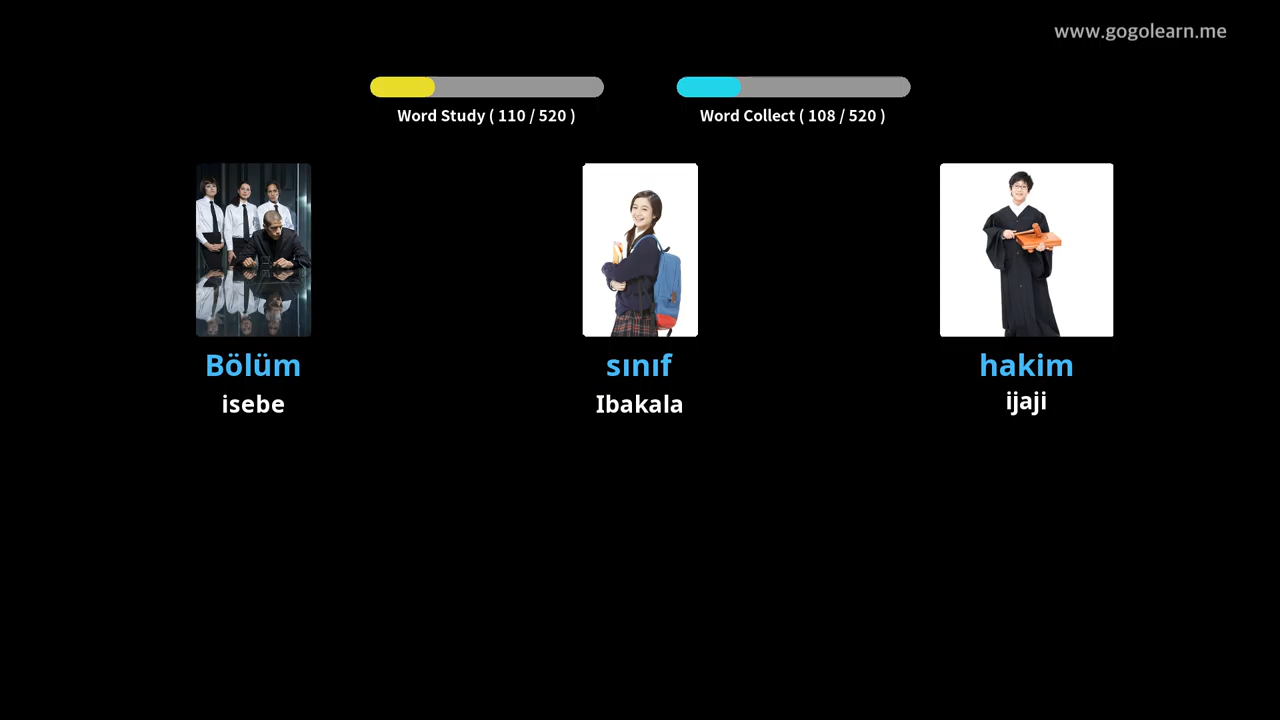 www.gogolearn.me
Word Study ( 110 / 520 )
Word Collect ( 108 / 520 )
Bölüm
sınıf
hakim
isebe
Ibakala
ijaji